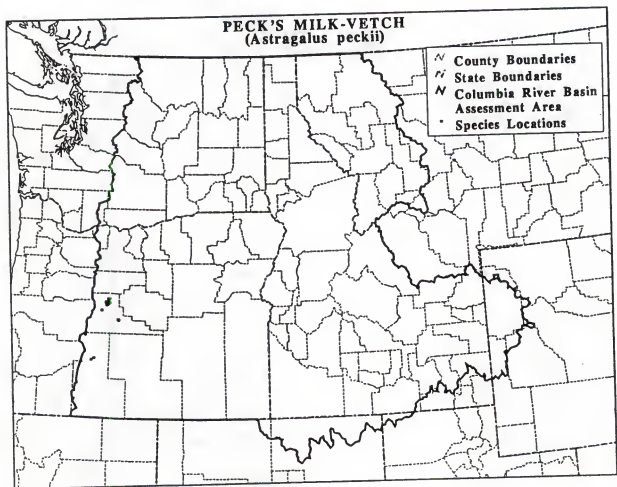 PECK'S MILK-VETCH
(Astragalus peckii)
County Boundaries
State Boundaries
Columbia River Basin
Assessment Area
Species Locations